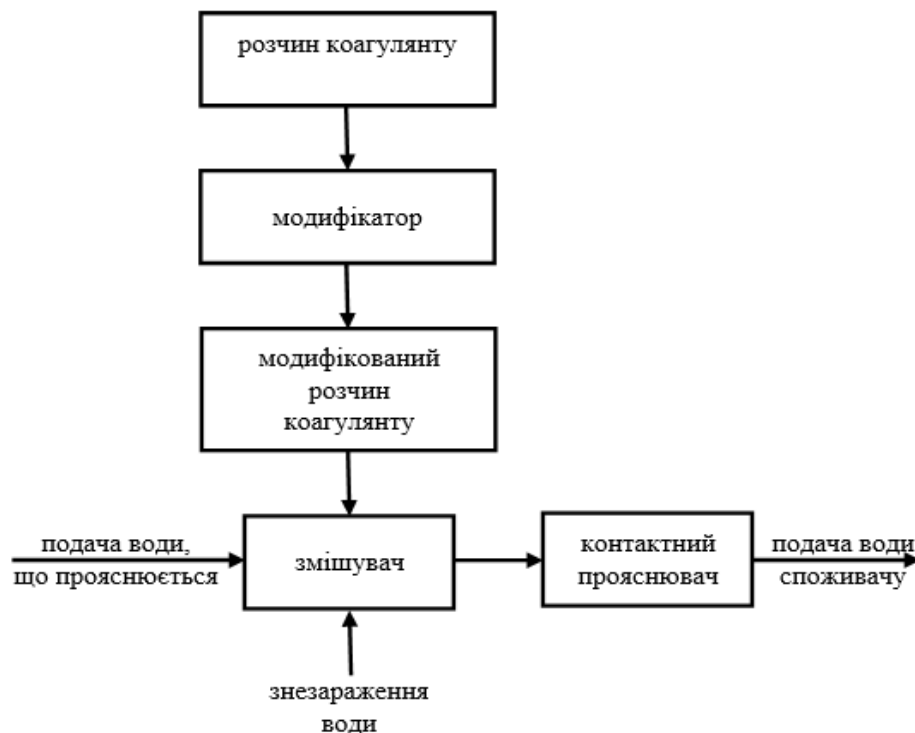 розчин коагулянту
модифікатор
модифікований
розчин
коагулянту
подача води,
що прояснюється
змішувач
контактний
прояснювач
подача води
споживачу
знезараження
води